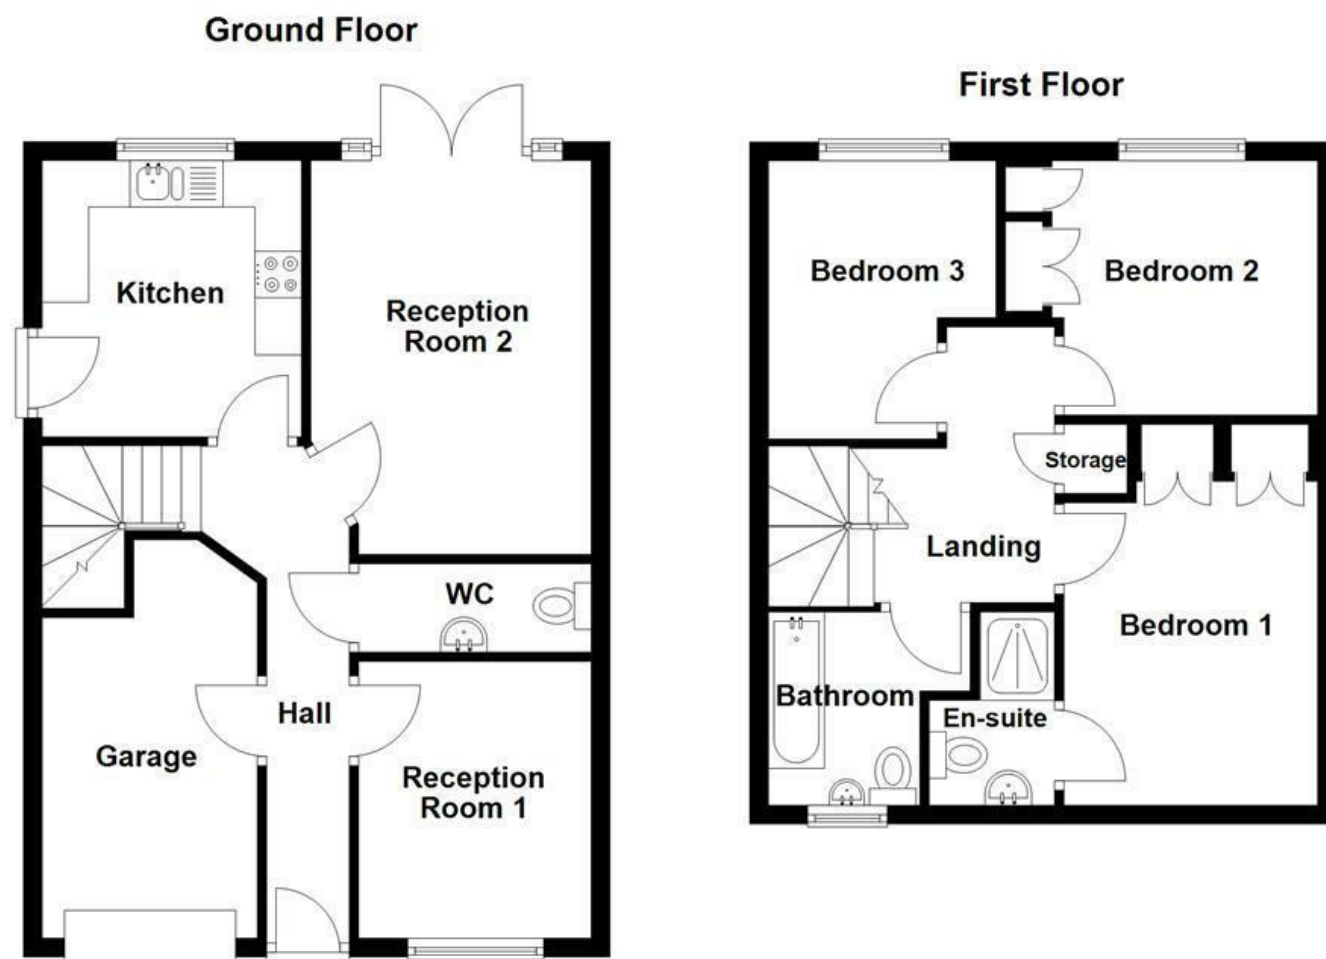 Ground Floor
Kitchen
Reception
Room 2
WC
Hall
Garage
Reception
Room 1
First Floor
Bedroom 3
Bedroom 2
Storage
Landing
Bedroom 1
Bathroom
En-suite